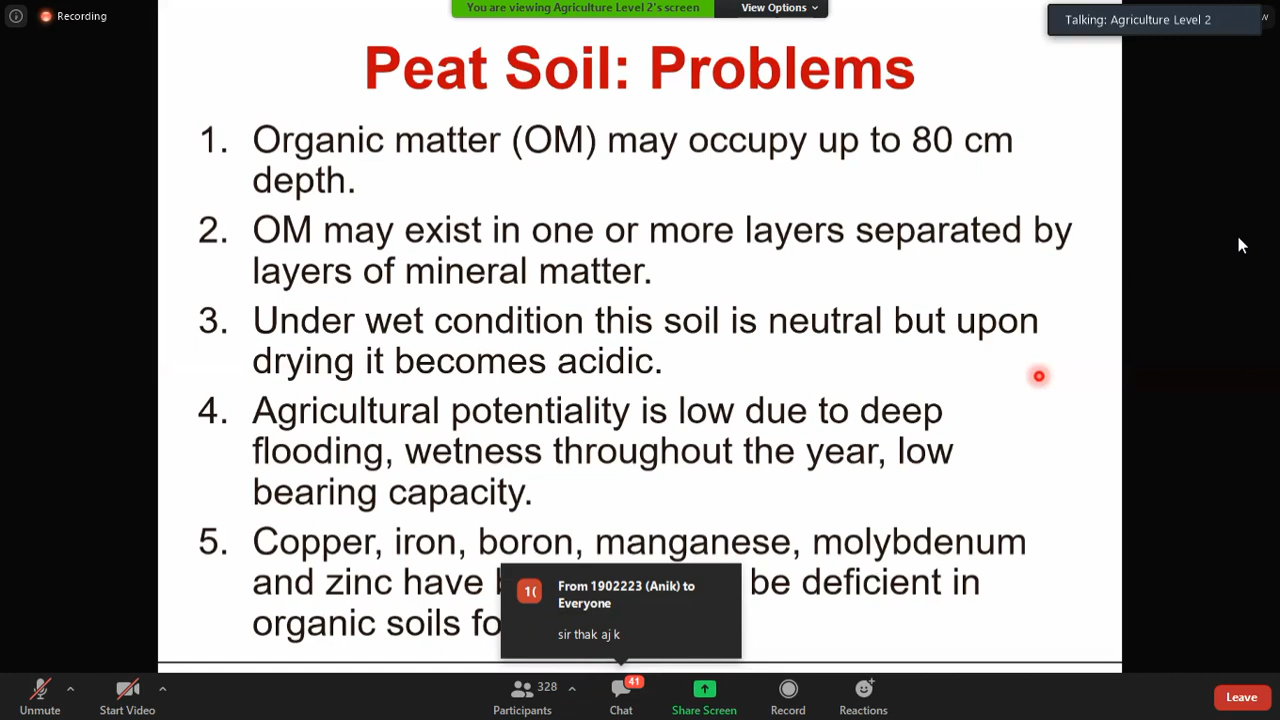 Recording
You are viewing Agriculture Level 2's screen
View Options
Talking: Agriculture Level 2
Peat Soil: Problems
1. Organic matter (OM) may occupy up to 80 cm
depth.
2. OM may exist in one or more layers separated by
layers of mineral matter.
3. Under wet condition this soil is neutral but upon
drying it becomes acidic.
4. Agricultural potentiality is low due to deep
flooding, wetness throughout the year, low
bearing capacity.
5. Copper, iron, boron, manganese, molybdenum
and zinc have be deficient in
organic soils
1(
From 1902223 (Anik) to
Everyone
sir thak aj k
Unmute
Start Video
328
Participants
41
Chat
Share Screen
Record
Reactions
Leave